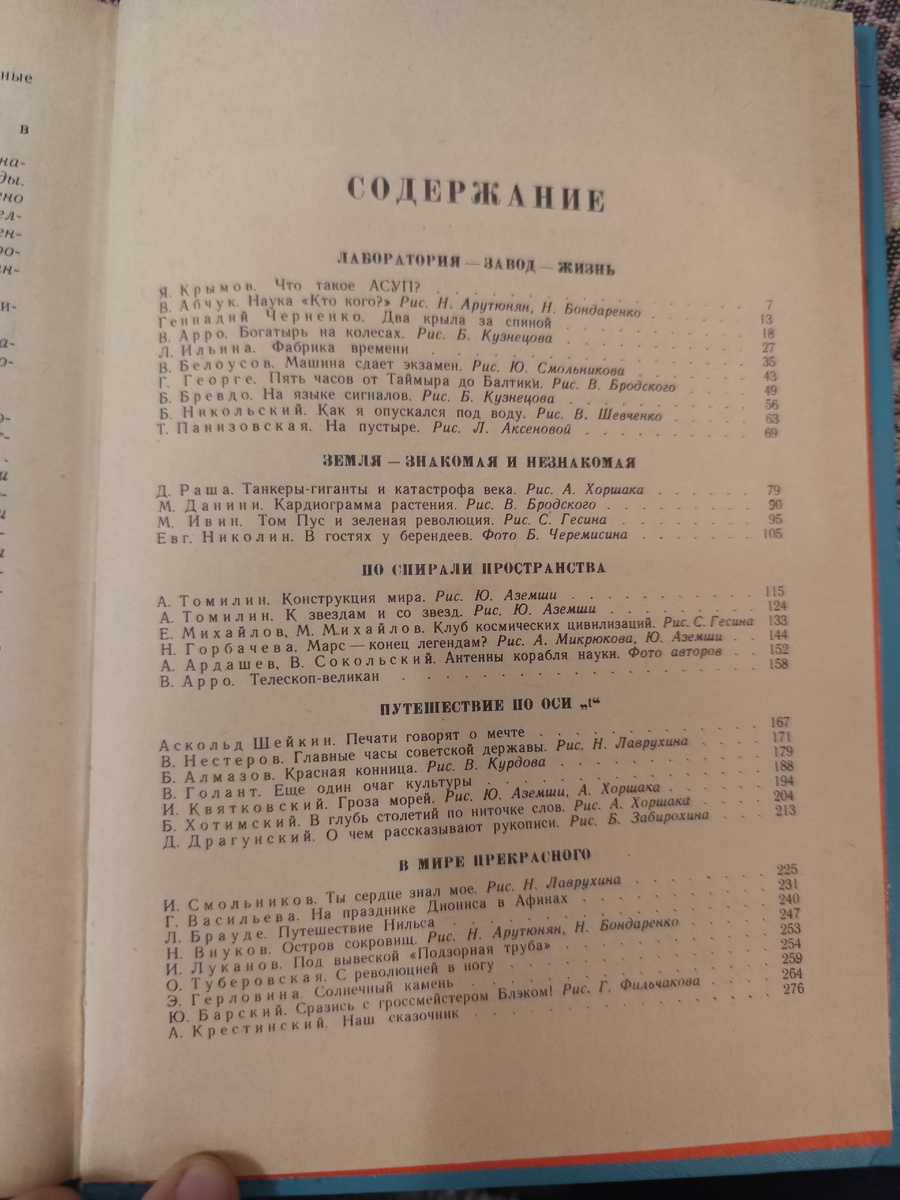 ные
в
на-
ды.
ено
ел-
ен-
ро-
ан-
СОДЕРЖАНИЕ
ЛАБОРАТОРИЯ — ЗАВОД — ЖИЗНЬ
Я. Крымов. Что такое АСУП? 7
В. Абчук. Наука «Кто кого?» Рис. Н. Арутюнян, Н. Бондаренко 13
Геннадий Черненко. Два крыла за спиной 18
В. Арро. Богатырь на колесах. Рис. Б. Кузнецова 27
Л. Ильина. Фабрика времени 35
В. Белоусов. Машина сдает экзамен. Рис. Ю. Смольникова 43
Г. Георге. Пять часов от Таймыра до Балтики. Рис. В. Бродского 49
Б. Бревдо. На языке сигналов. Рис. Б. Кузнецова 56
Б. Никольский. Как я опускался под воду. Рис. В. Шевченко 63
Т. Панизовская. На пустыре. Рис. Л. Аксеновой 69
ЗЕМЛЯ — ЗНАКОМАЯ И НЕЗНАКОМАЯ
Д. Раша. Танкеры-гиганты и катастрофа века. Рис. А. Хоршака 79
М. Данини. Кардиограмма растения. Рис. В. Бродского 90
М. Ивин. Том Пус и зеленая революция. Рис. С. Гесина 95
Евг. Николин. В гостях у берендеев. Фото Б. Черемисина 105
ПО СПИРАЛИ ПРОСТРАНСТВА
А. Томилин. Конструкция мира. Рис. Ю. Аземши 115
А. Томилин. К звездам и со звезд. Рис. Ю. Аземши 124
Е. Михайлов, М. Михайлов. Клуб космических цивилизаций. Рис. С. Гесина 133
Н. Горбачева. Марс — конец легендам? Рис. А. Микрюкова, Ю. Аземши 144
А. Ардашев, В. Сокольский. Антенны корабля науки. Фото авторов 152
В. Арро. Телескоп-великан 158
ПУТЕШЕСТВИЕ ПО ОСИ „t“
Аскольд Шейкин. Печати говорят о мечте 167
В. Нестеров. Главные часы советской державы. Рис. Н. Лаврухина 171
Б. Алмазов. Красная конница. Рис. В. Курдова 179
В. Голант. Еще один очаг культуры 188
И. Квятковский. Гроза морей. Рис. Ю. Аземши, А. Хоршака 194
Б. Хотимский. В глубь столетий по ниточке слов. Рис. А. Хоршака 204
Д. Драгунский. О чем рассказывают рукописи. Рис. Б. Забирохина 213
В МИРЕ ПРЕКРАСНОГО
И. Смольников. Ты сердце знал мое. Рис. Н. Лаврухина 225
Г. Васильева. На празднике Диониса в Афинах 231
Л. Брауде. Путешествие Нильса 240
Н. Внуков. Остров сокровищ. Рис. Н. Арутюнян, Н. Бондаренко 247
И. Луканов. Под вывеской «Подзорная труба» 253
О. Туберовская. С революцией в ногу 254
Э. Герловина. Солнечный камень 259
Ю. Барский. Сразись с гроссмейстером Блэком! Рис. Г. Фильчакова 264
А. Крестинский. Наш сказочник 276